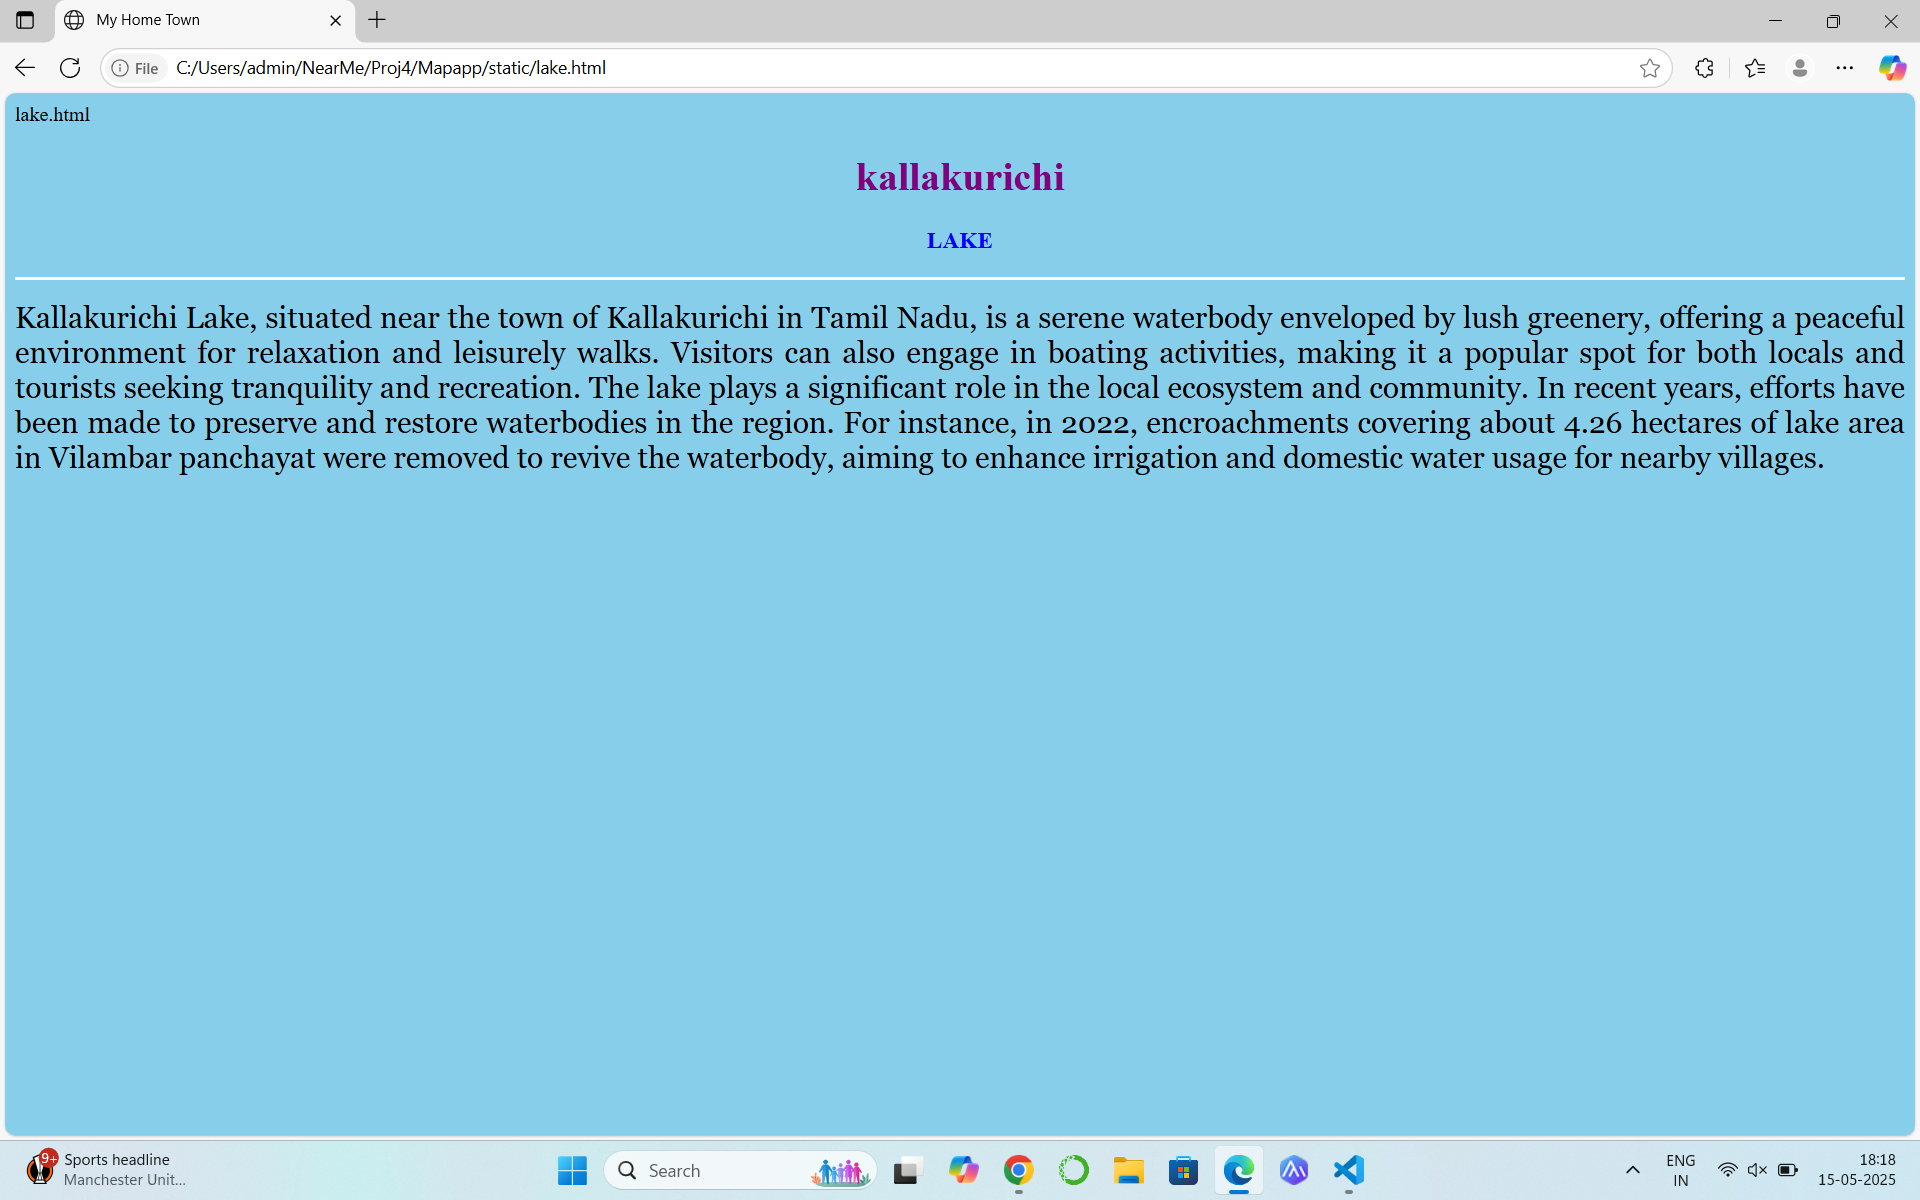 My Home Town
File
C:/Users/admin/NearMe/Proj4/Mapapp/static/lake.html
lake.html
kallakurichi
LAKE
Kallakurichi Lake, situated near the town of Kallakurichi in Tamil Nadu, is a serene waterbody enveloped by lush greenery, offering a peaceful
environment for relaxation and leisurely walks. Visitors can also engage in boating activities, making it a popular spot for both locals and
tourists seeking tranquility and recreation. The lake plays a significant role in the local ecosystem and community. In recent years, efforts have
been made to preserve and restore waterbodies in the region. For instance, in 2022, encroachments covering about 4.26 hectares of lake area
in Vilambar panchayat were removed to revive the waterbody, aiming to enhance irrigation and domestic water usage for nearby villages.
9+
Sports headline
Manchester Unit...
Search
ENG
IN
18:18
15-05-2025